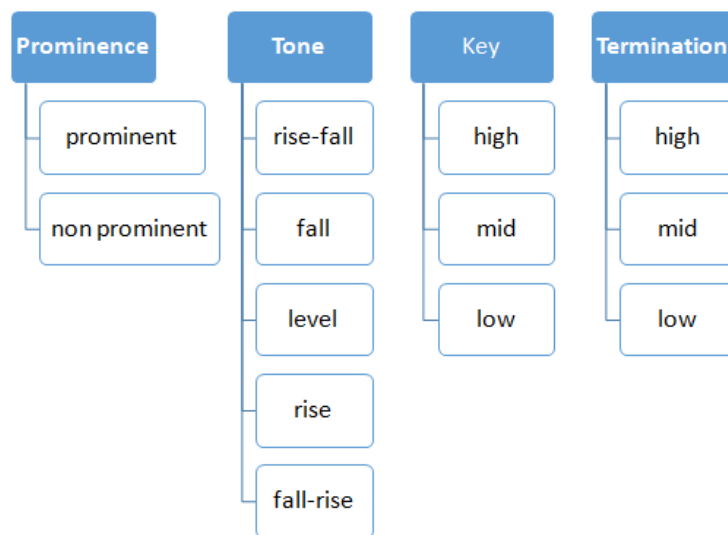 Prominence
prominent
non prominent
Tone
rise-fall
fall
level
rise
fall-rise
Key
high
mid
low
Termination
high
mid
low